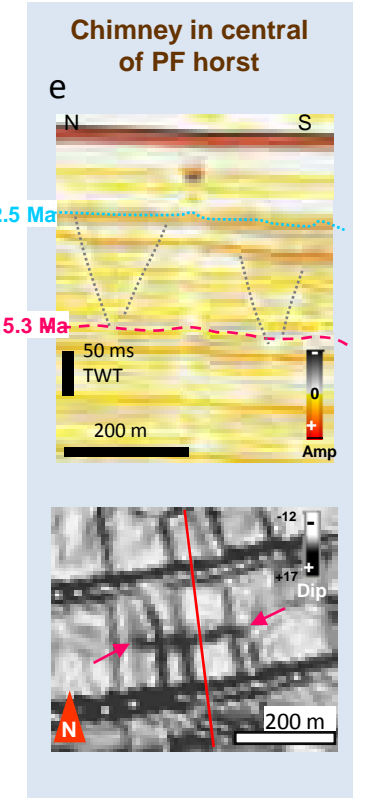 Chimney in central
of PF horst
e
N S
2.5 Ma
5.3 Ma
50 ms
TWT
200 m
-
0
+
Amp
-12
-
+
+17
Dip
N
200 m